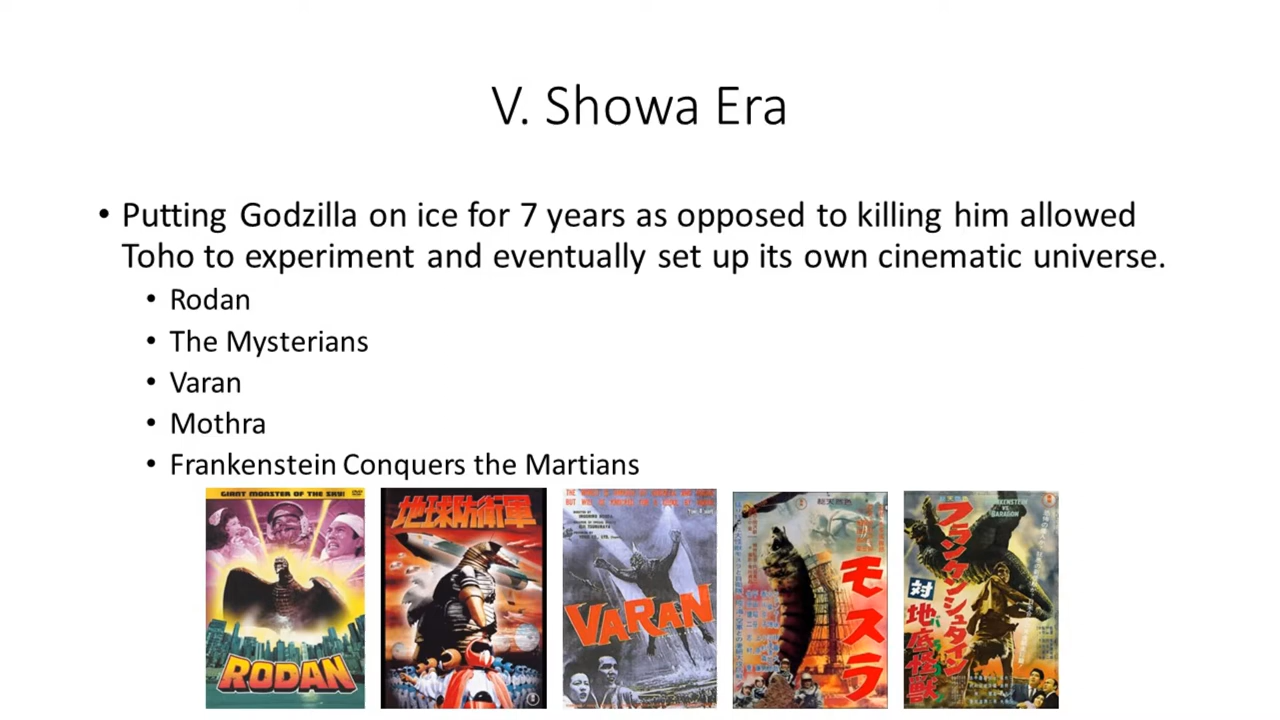 V. Showa Era
• Putting Godzilla on ice for 7 years as opposed to killing him allowed
Toho to experiment and eventually set up its own cinematic universe.
• Rodan
• The Mysterians
• Varan
• Mothra
• Frankenstein Conquers the Martians
GIANT MONSTER OF THE SKY!
RODAN
地球防衛軍
VARAN
モスラ
フランケンシュタイン
対
地底怪獣